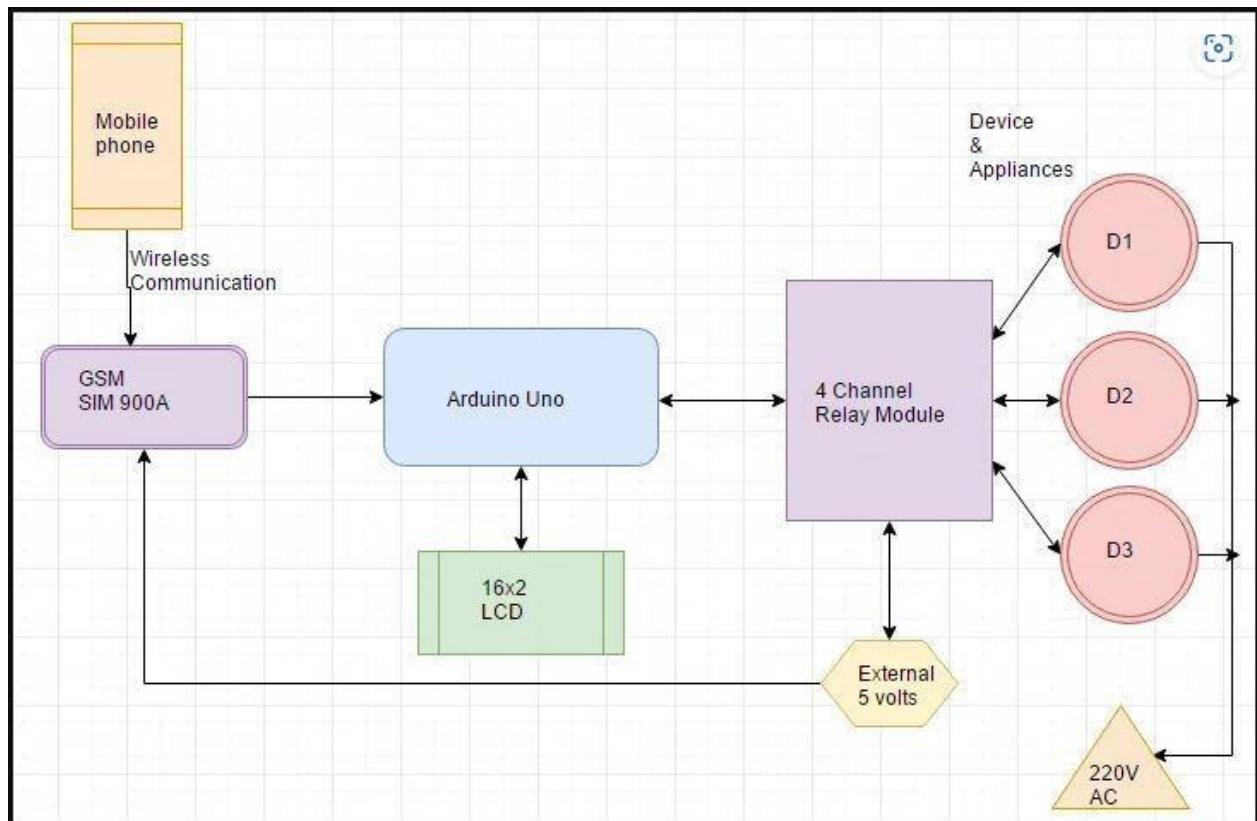 Mobile
phone
Wireless
Communication
GSM
SIM 900A
Arduino Uno
16x2
LCD
4 Channel
Relay Module
External
5 volts
Device
&
Appliances
D1
D2
D3
220V
AC